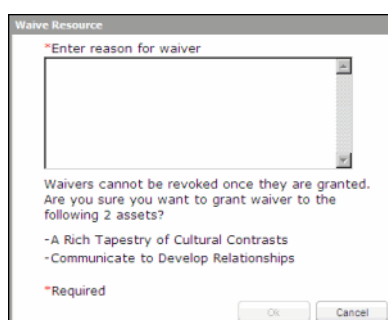 Waive Resource
*Enter reason for waiver
Waivers cannot be revoked once they are granted.
Are you sure you want to grant waiver to the
following 2 assets?
-A Rich Tapestry of Cultural Contrasts
-Communicate to Develop Relationships
*Required
Ok Cancel